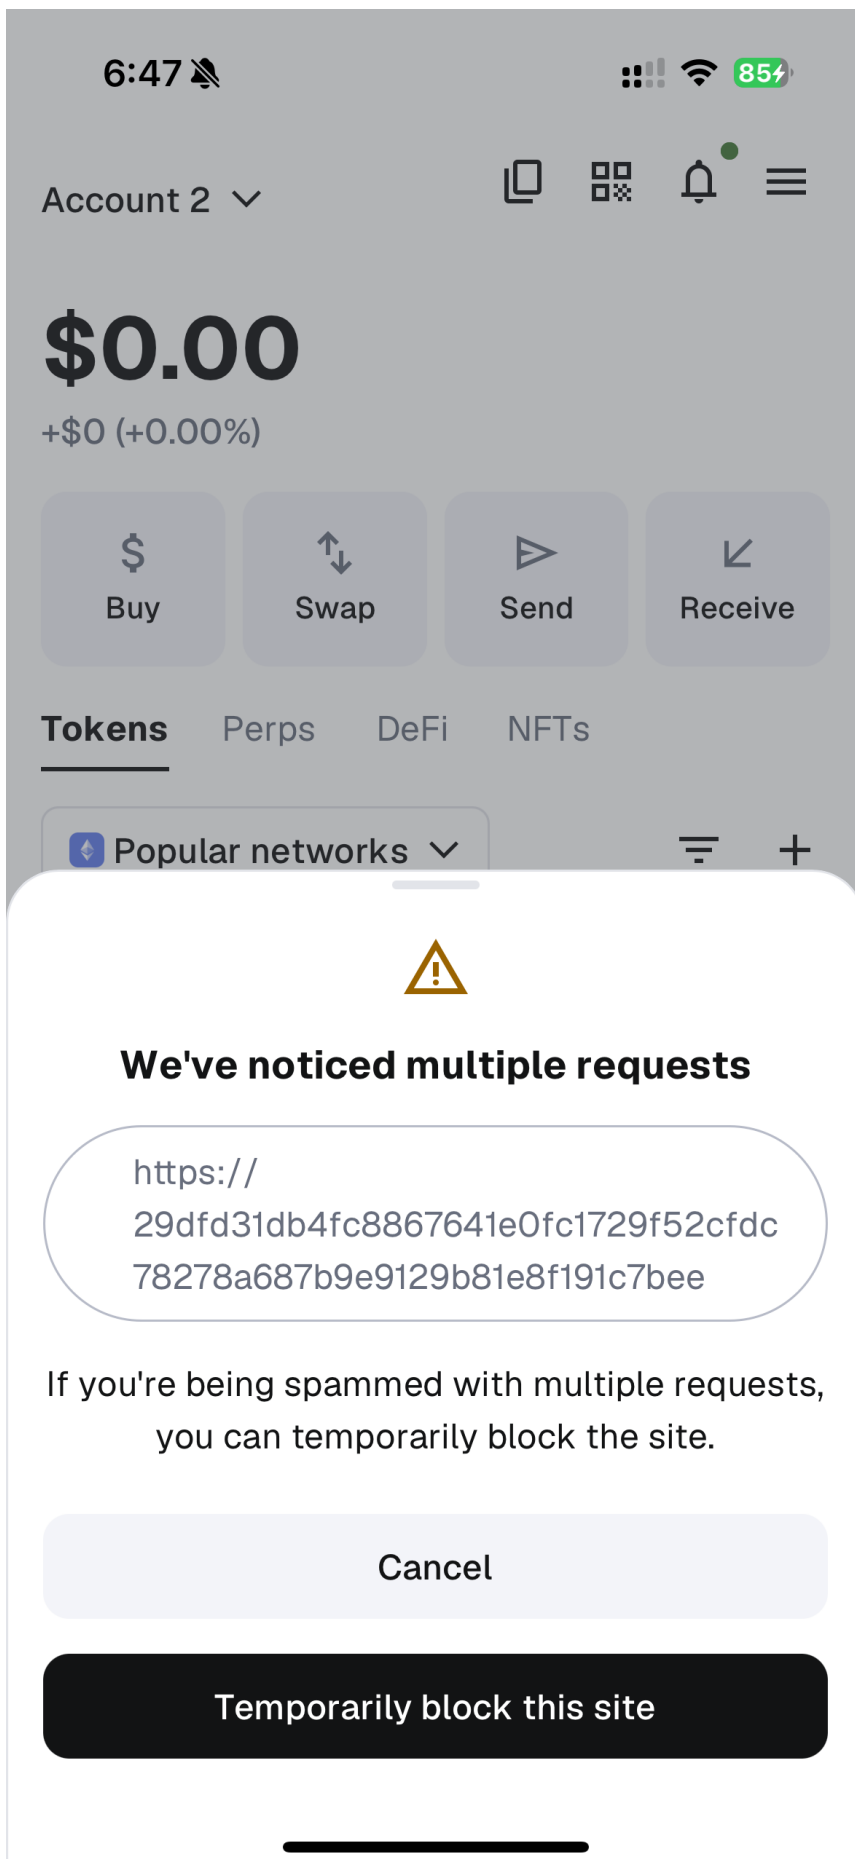 6:47
85
Account 2
$0.00
+$0 (+0.00%)
Buy
Swap
Send
Receive
Tokens
Perps
DeFi
NFTs
Popular networks
We've noticed multiple requests
https://
29dfd31db4fc8867641e0fc1729f52cfdc
78278a687b9e9129b81e8f191c7bee
If you're being spammed with multiple requests,
you can temporarily block the site.
Cancel
Temporarily block this site